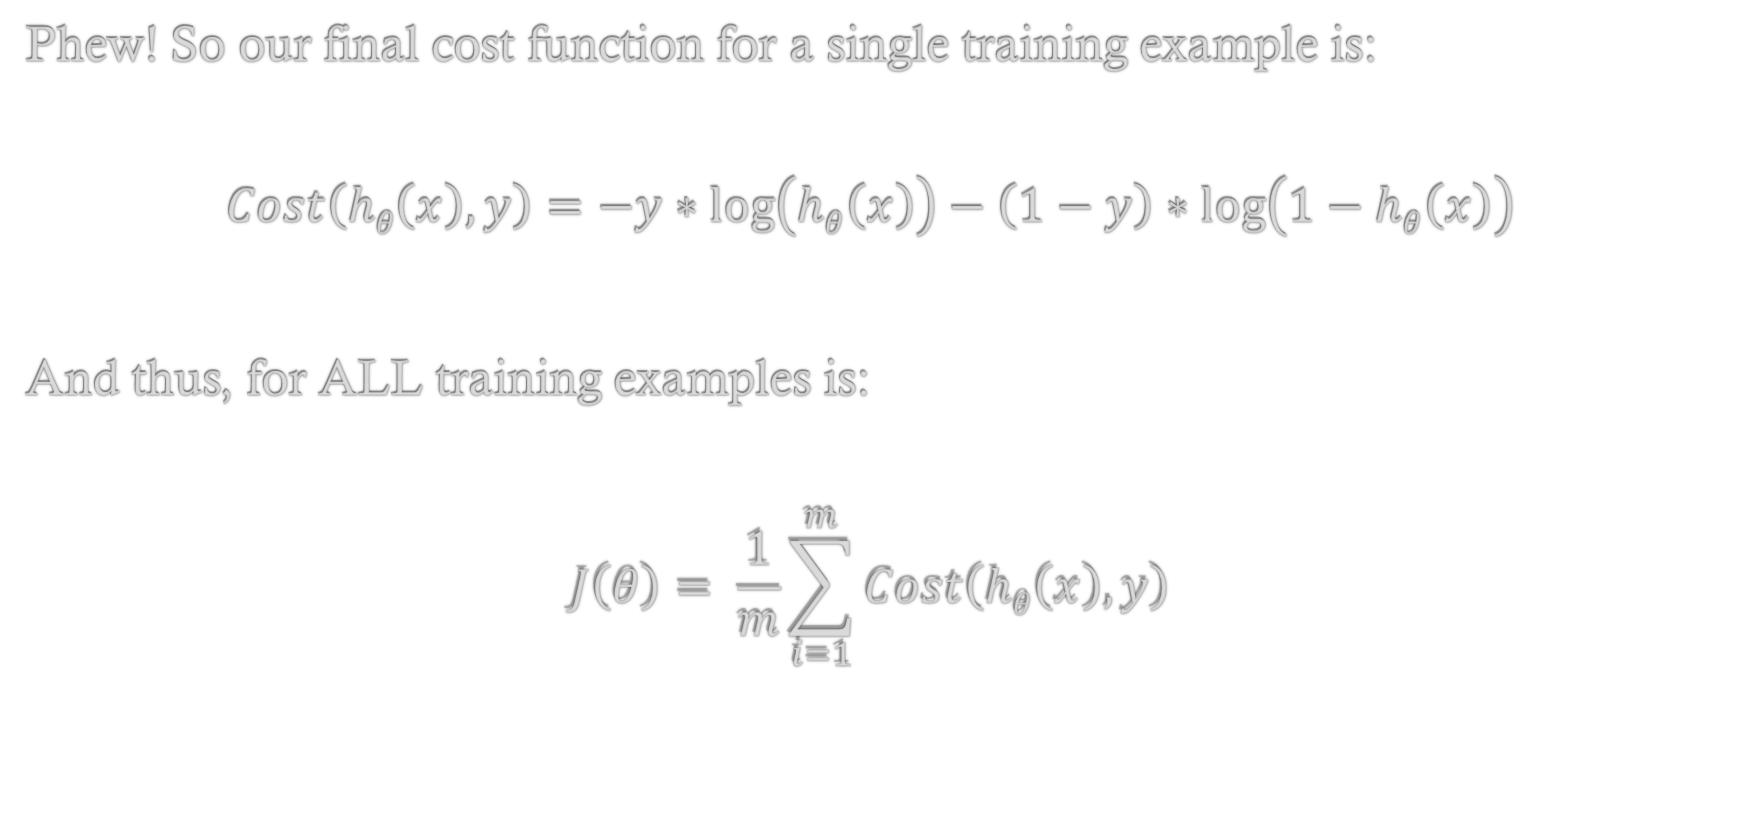 Phew! So our final cost function for a single training example is:
Cost(hθ(x), y) = −y * log(hθ(x)) − (1 − y) * log(1 − hθ(x))
And thus, for ALL training examples is:
J(θ) = 1/m ∑_{i=1}^{m} Cost(hθ(x), y)